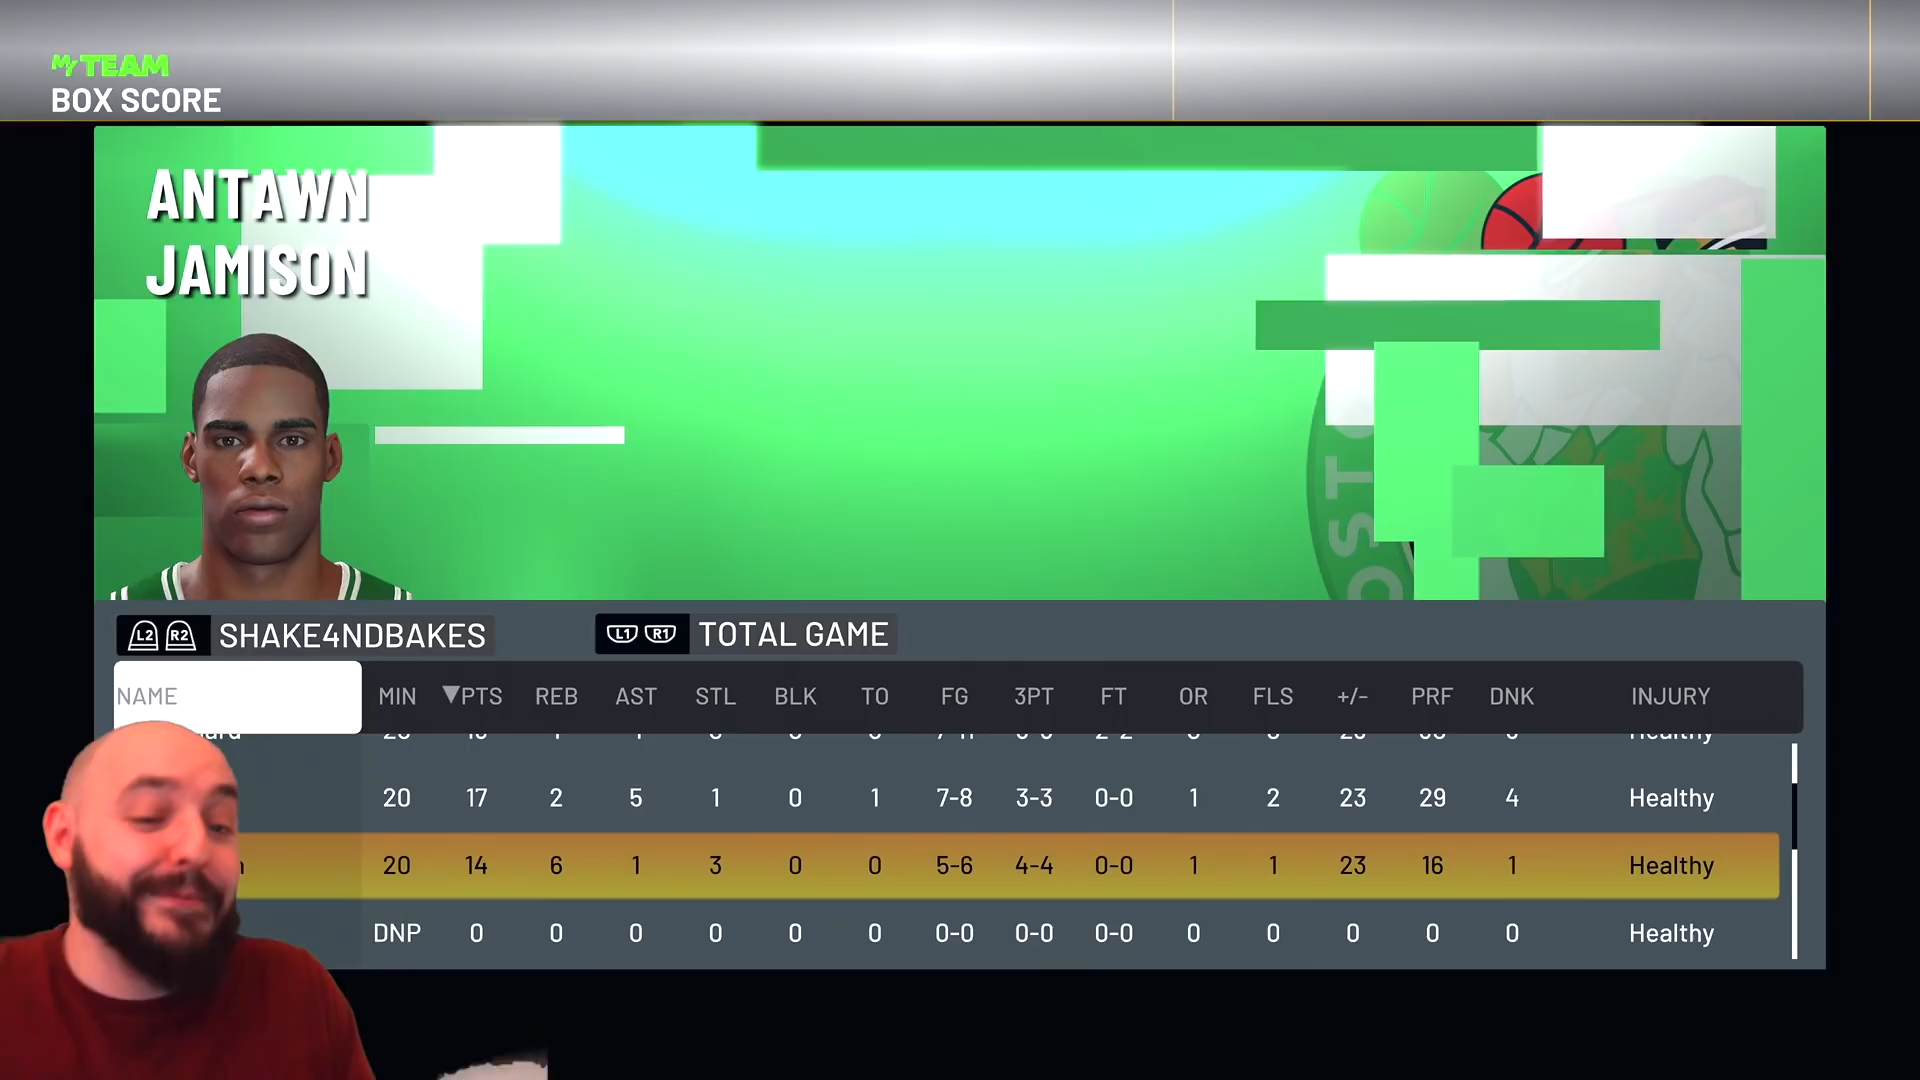 MyTEAM
BOX SCORE
ANTAWN
JAMISON
L2 R2 SHAKE4NDBAKES L1 R1 TOTAL GAME
NAME MIN ▼PTS REB AST STL BLK TO FG 3PT FT OR FLS +/- PRF DNK INJURY
20 17 2 5 1 0 1 7-8 3-3 0-0 1 2 23 29 4 Healthy
20 14 6 1 3 0 0 5-6 4-4 0-0 1 1 23 16 1 Healthy
DNP 0 0 0 0 0 0 0-0 0-0 0-0 0 0 0 0 0 Healthy